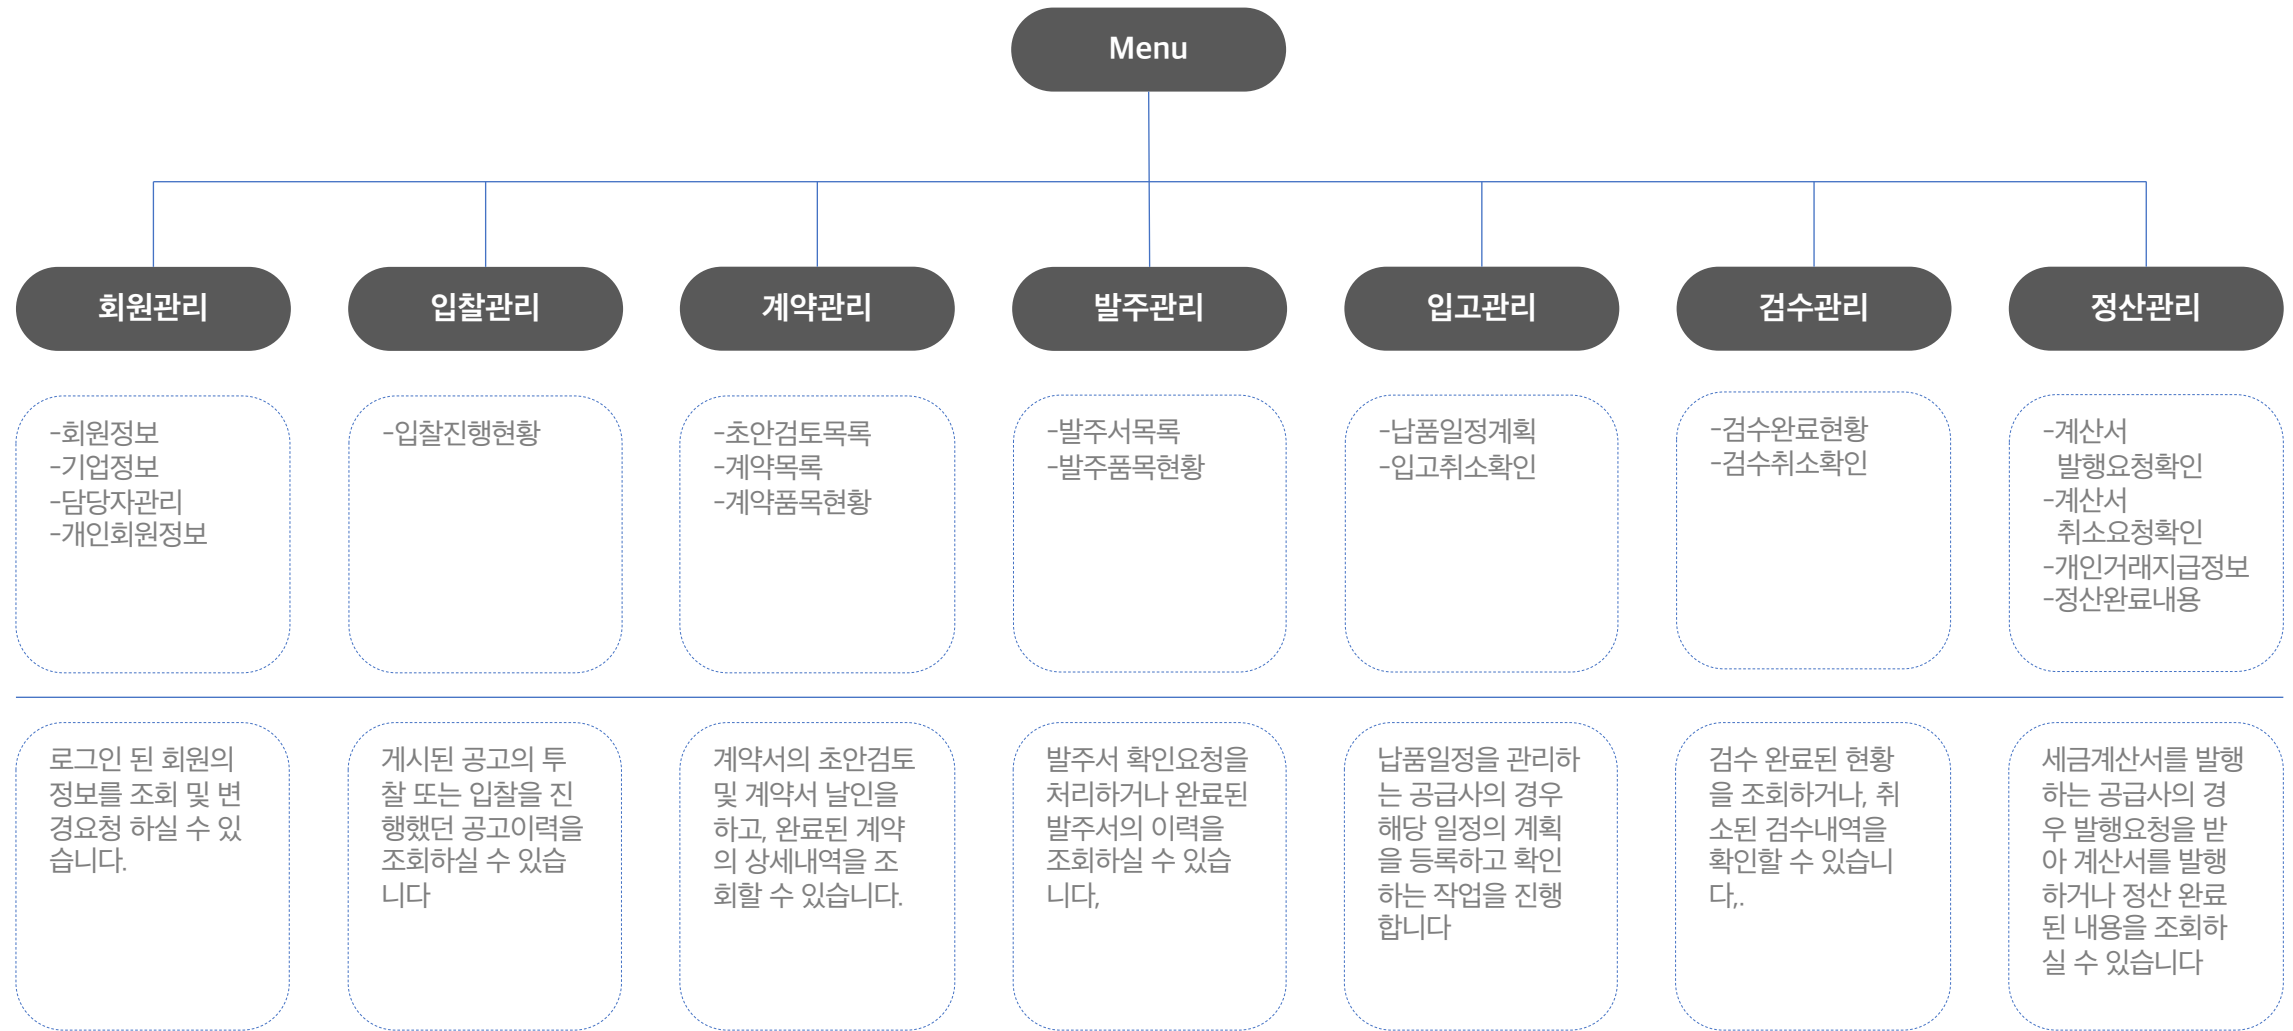 Menu
회원관리
입찰관리
계약관리
발주관리
입고관리
검수관리
정산관리
-회원정보
-기업정보
-담당자관리
-개인회원정보
-입찰진행현황
-초안검토목록
-계약목록
-계약품목현황
-발주서목록
-발주품목현황
-납품일정계획
-입고취소확인
-검수완료현황
-검수취소확인
-계산서
발행요청확인
-계산서
취소요청확인
-개인거래지급정보
-정산완료내용
로그인 된 회원의
정보를 조회 및 변
경요청 하실 수 있
습니다.
게시된 공고의 투
찰 또는 입찰을 진
행했던 공고이력을
조회하실 수 있습
니다
계약서의 초안검토
및 계약서 날인을
하고, 완료된 계약
의 상세내역을 조
회할 수 있습니다.
발주서 확인요청을
처리하거나 완료된
발주서의 이력을
조회하실 수 있습
니다,
납품일정을 관리하
는 공급사의 경우
해당 일정의 계획
을 등록하고 확인
하는 작업을 진행
합니다
검수 완료된 현황
을 조회하거나, 취
소된 검수내역을
확인할 수 있습니
다,.
세금계산서를 발행
하는 공급사의 경
우 발행요청을 받
아 계산서를 발행
하거나 정산 완료
된 내용을 조회하
실 수 있습니다